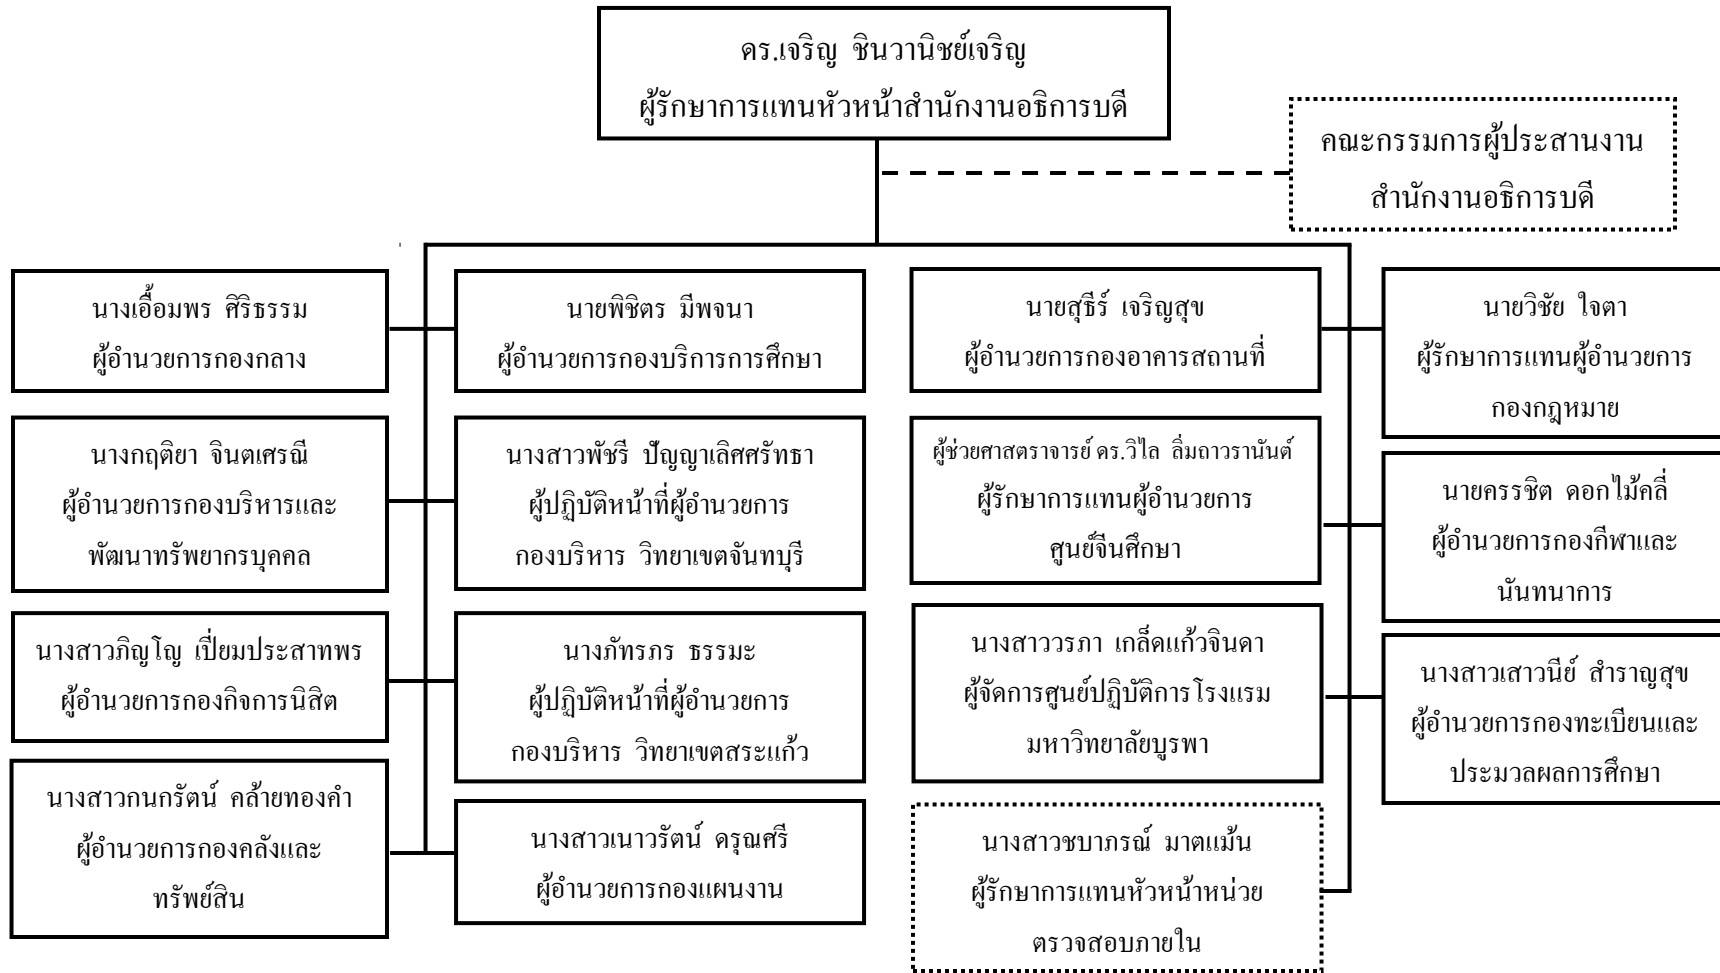 ดร.เจริญ ชินวานิชย์เจริญ
ผู้รักษาการแทนหัวหน้าสำนักงานอธิการบดี
คณะกรรมการผู้ประสานงาน
สำนักงานอธิการบดี
นางเอื้อมพร ศิริธรรม
ผู้อำนวยการกองกลาง
นายพิชิตร มีพจนา
ผู้อำนวยการกองบริการการศึกษา
นายสุธีร์ เจริญสุข
ผู้อำนวยการกองอาคารสถานที่
นายวิชัย ใจตา
ผู้รักษาการแทนผู้อำนวยการ
กองกฎหมาย
นางกฤติยา จินตเศรณี
ผู้อำนวยการกองบริหารและ
พัฒนาทรัพยากรบุคคล
นางสาวพัชรี ปัญญาเลิศศรัทธา
ผู้ปฏิบัติหน้าที่ผู้อำนวยการ
กองบริหาร วิทยาเขตจันทบุรี
ผู้ช่วยศาสตราจารย์ ดร.วิไล ลิ่มถาวรานันต์
ผู้รักษาการแทนผู้อำนวยการ
ศูนย์จีนศึกษา
นายครรชิต ดอกไม้คลี่
ผู้อำนวยการกองกีฬาและ
นันทนาการ
นางสาวภิญโญ เปี่ยมประสาทพร
ผู้อำนวยการกองกิจการนิสิต
นางภัทรภร ธรรมะ
ผู้ปฏิบัติหน้าที่ผู้อำนวยการ
กองบริหาร วิทยาเขตสระแก้ว
นางสาววรภา เกล็ดแก้วจินดา
ผู้จัดการศูนย์ปฏิบัติการโรงแรม
มหาวิทยาลัยบูรพา
นางสาวเสาวนีย์ สำราญสุข
ผู้อำนวยการกองทะเบียนและ
ประมวลผลการศึกษา
นางสาวกนกรัตน์ คล้ายทองคำ
ผู้อำนวยการกองคลังและ
ทรัพย์สิน
นางสาวเนาวรัตน์ ดรุณศรี
ผู้อำนวยการกองแผนงาน
นางสาวชบาภรณ์ มาตแม้น
ผู้รักษาการแทนหัวหน้าหน่วย
ตรวจสอบภายใน